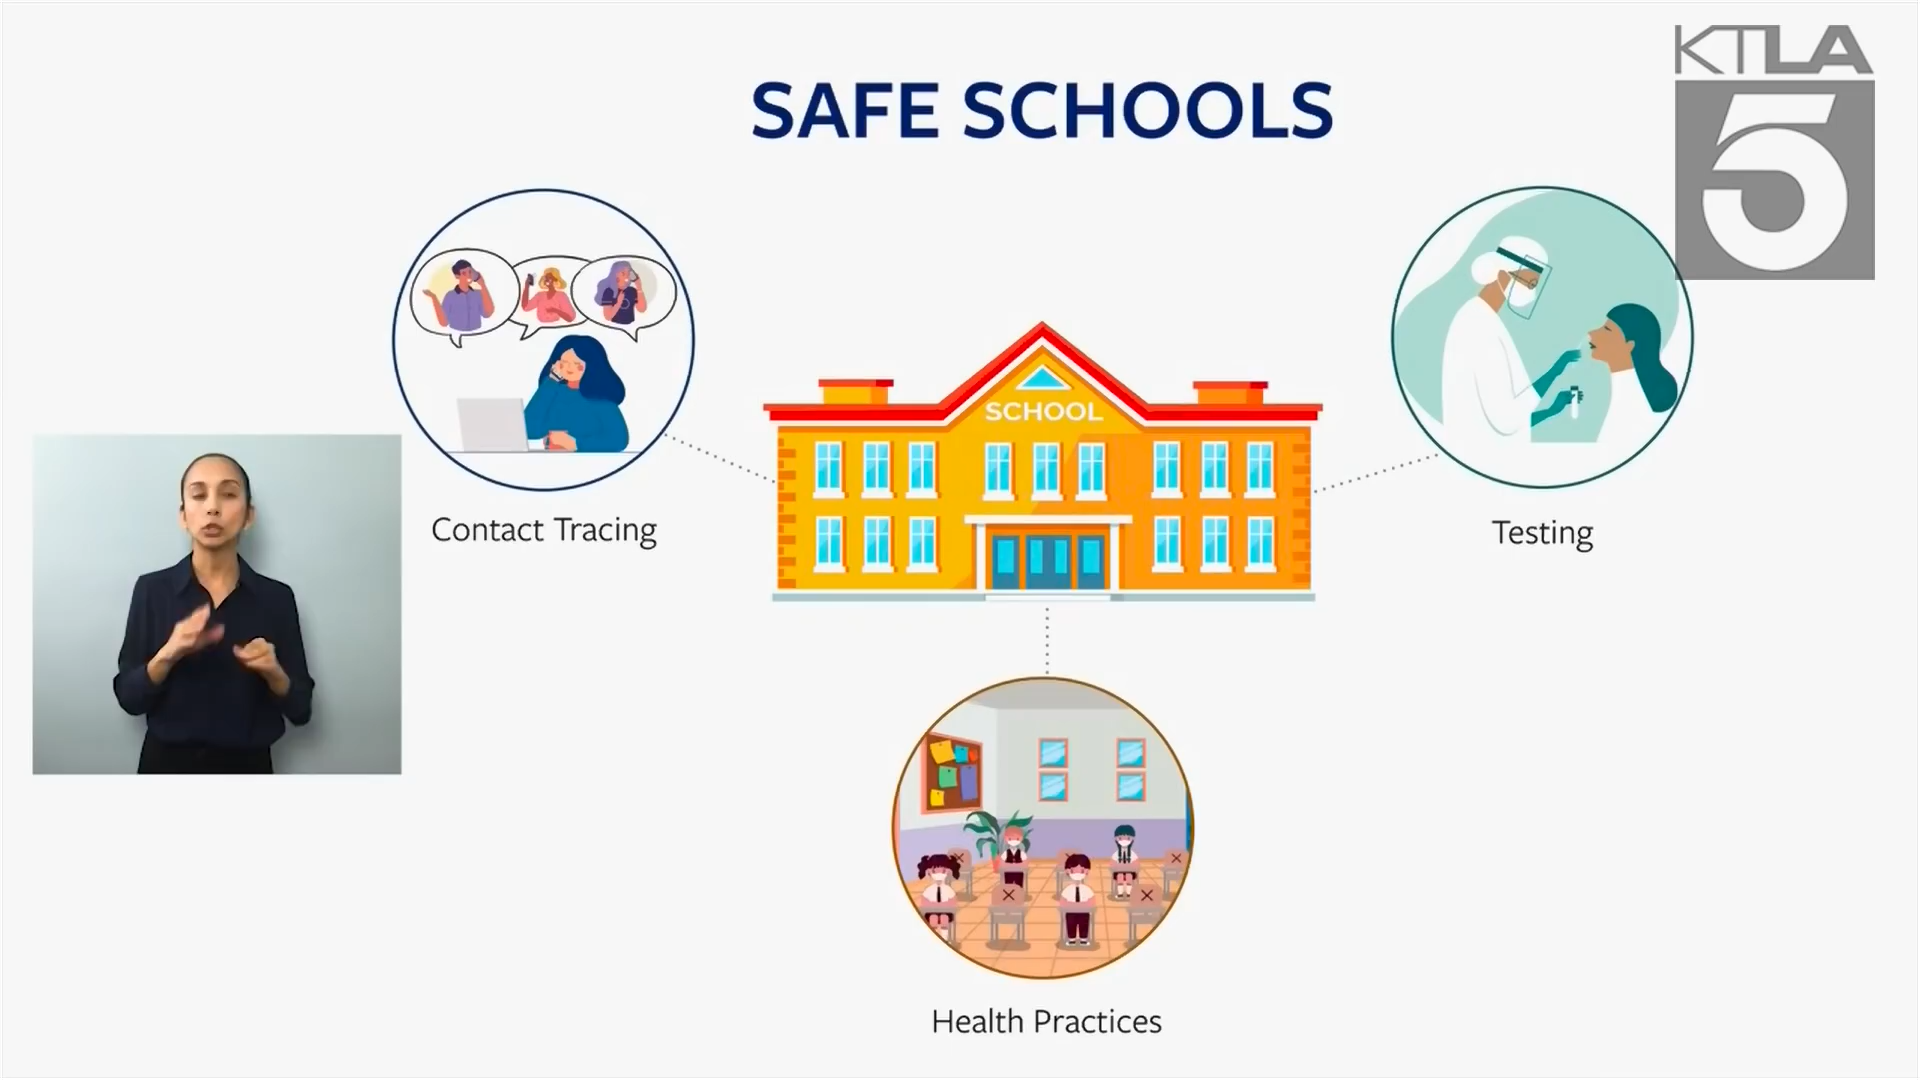 KTLA
5
SAFE SCHOOLS
SCHOOL
Contact Tracing
Testing
Health Practices